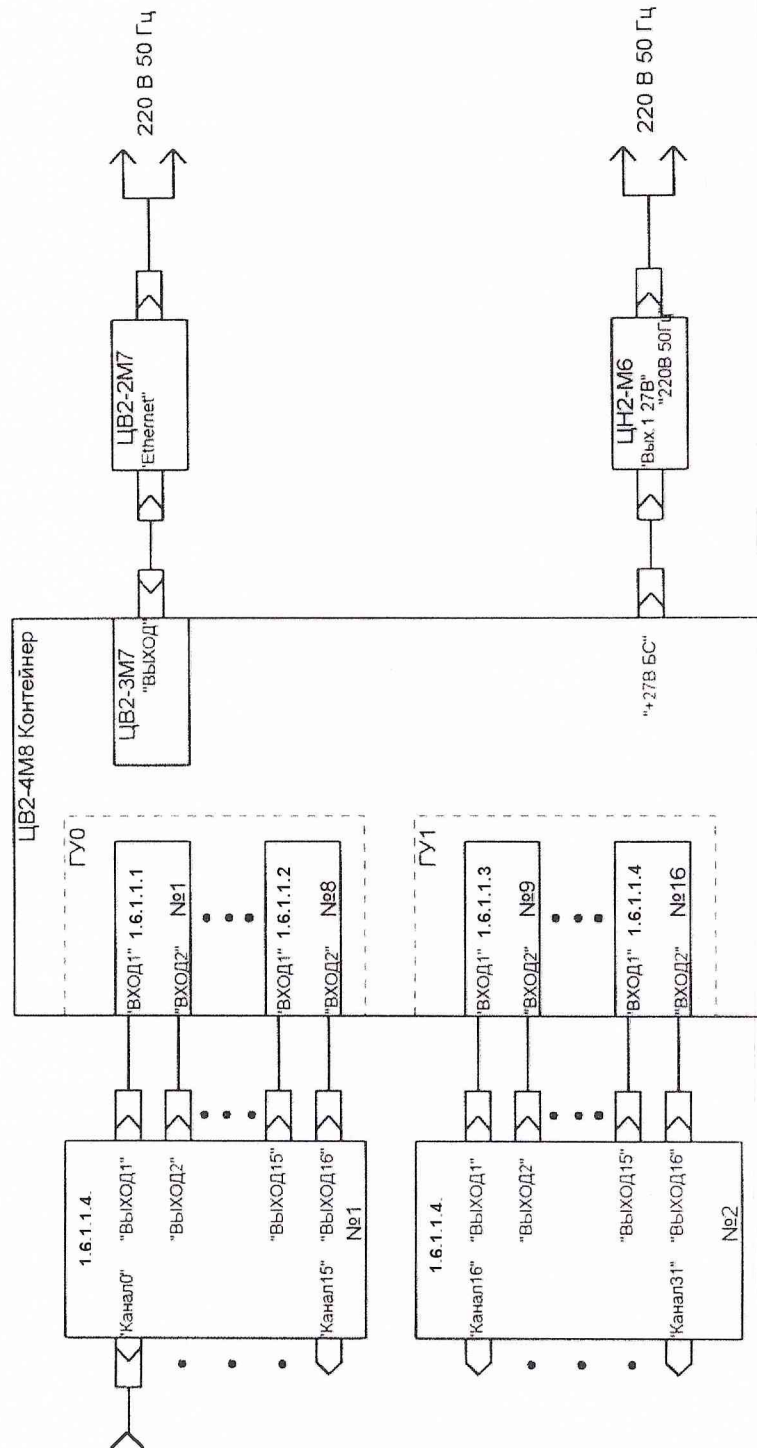 ЦВ2-4М8 Контейнер
1.6.1.1.4.
"Канал0" "ВЫХОД1"
"ВЫХОД2"
"ВЫХОД15"
"Канал15" "ВЫХОД16"
№1
ГУ0
"ВХОД1" 1.6.1.1.1
"ВХОД2" №1
"ВХОД1" 1.6.1.1.2
"ВХОД2" №8
ЦВ2-3М7
"ВЫХОД"
ЦВ2-2М7
"Ethernet"
220 В 50 Гц
1.6.1.1.4.
"Канал16" "ВЫХОД1"
"ВЫХОД2"
"ВЫХОД15"
"Канал31" "ВЫХОД16"
№2
ГУ1
"ВХОД1" 1.6.1.1.3
"ВХОД2" №9
"ВХОД1" 1.6.1.1.4
"ВХОД2" №16
"+27В БС"
ЦН2-М6
"Вых.1 27В"
"220В 50Гц
220 В 50 Гц